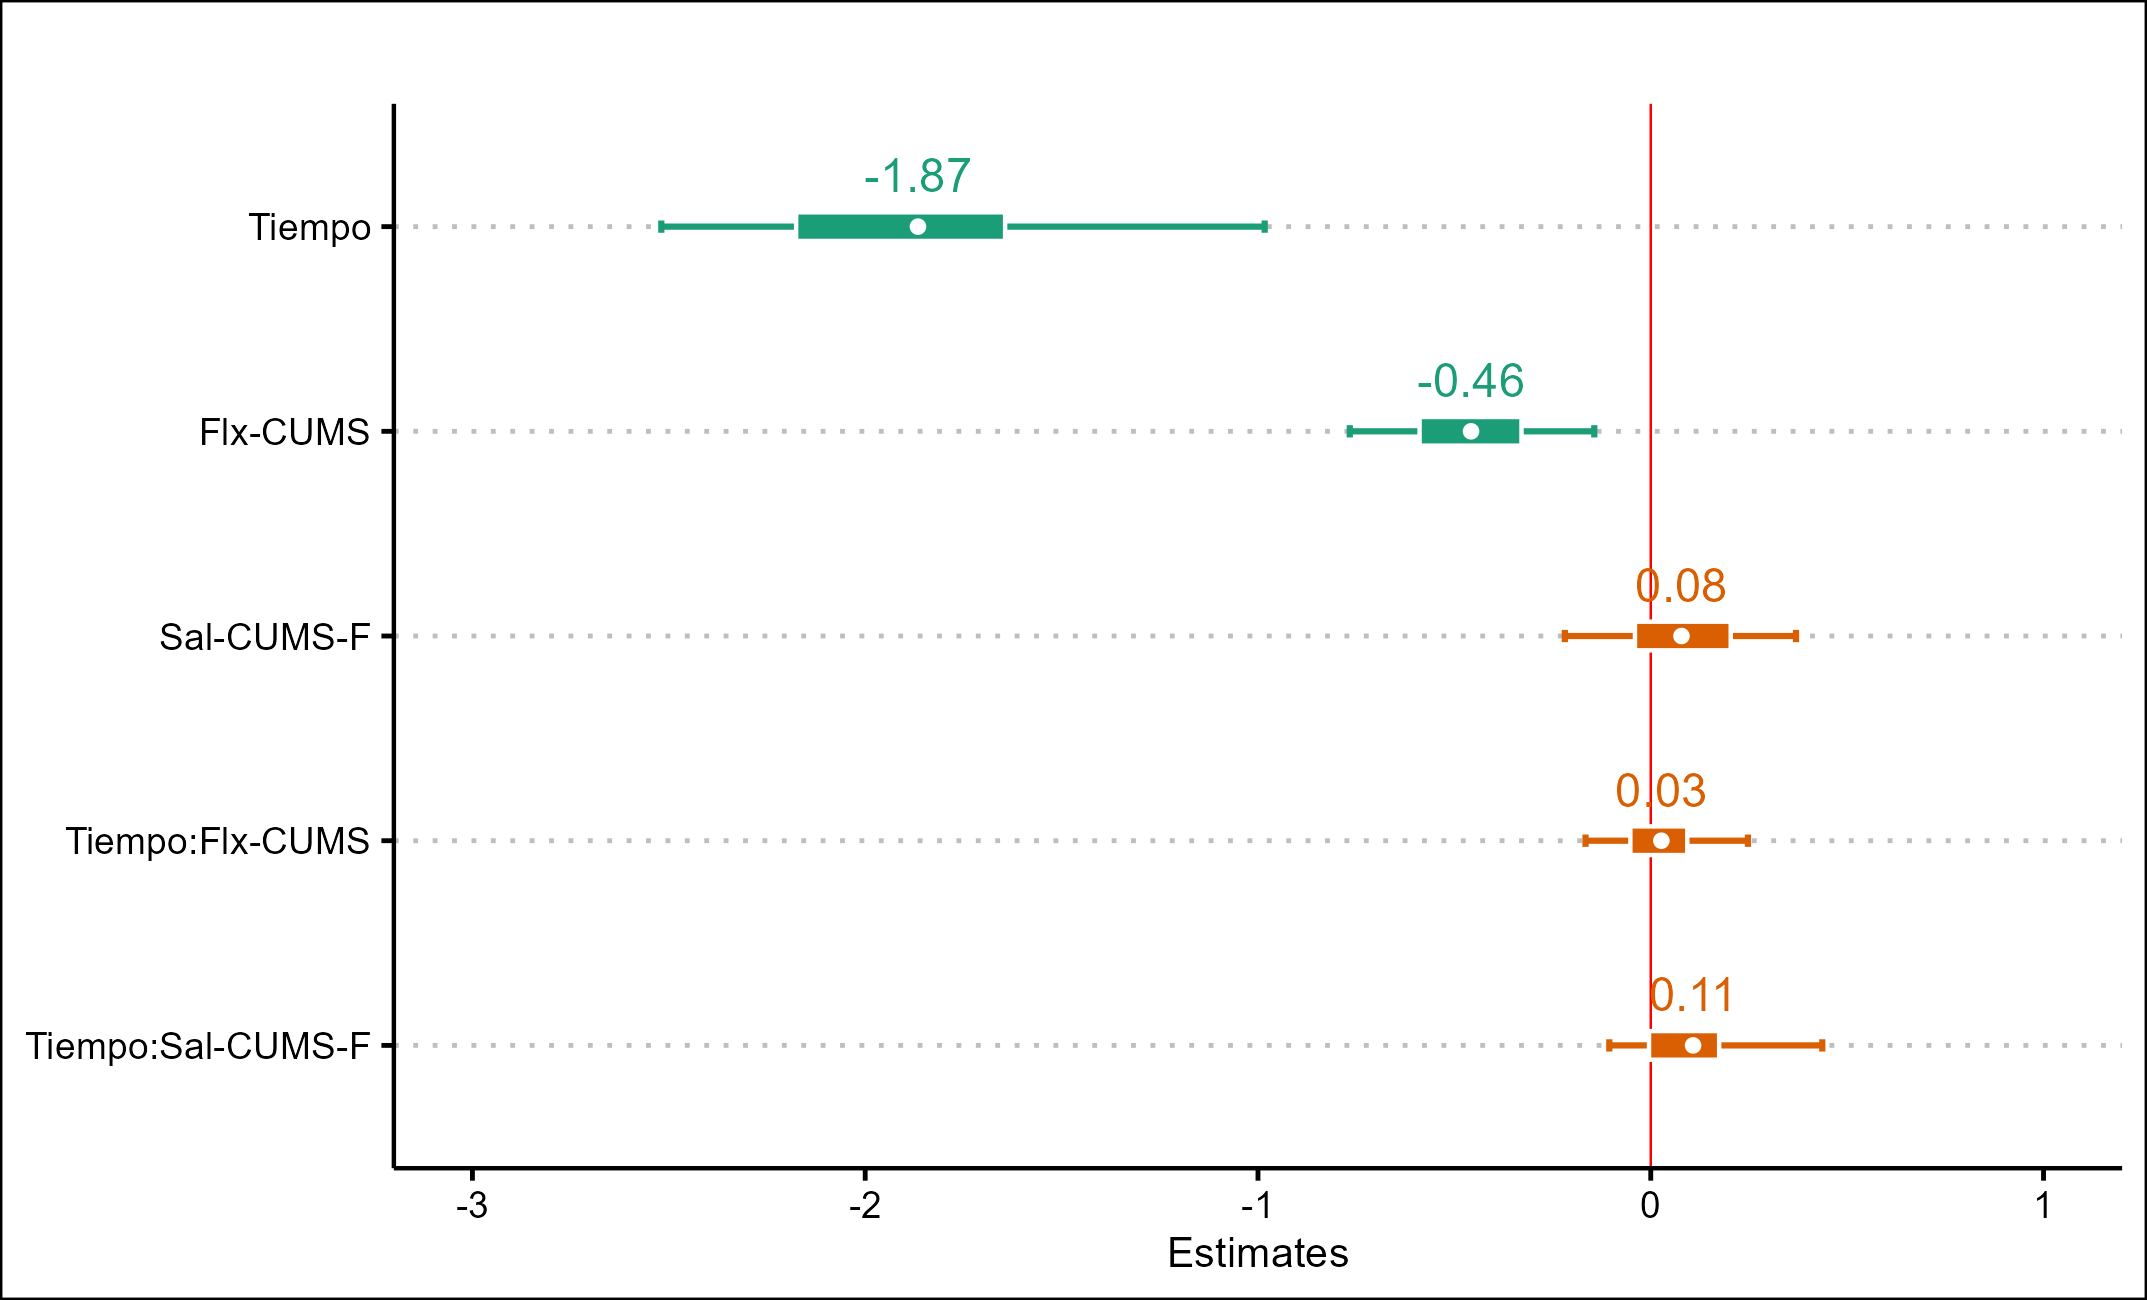 -1.87
Tiempo
-0.46
Flx-CUMS
0.08
Sal-CUMS-F
0.03
Tiempo:Flx-CUMS
0.11
Tiempo:Sal-CUMS-F
-3 -2 -1 0 1
Estimates